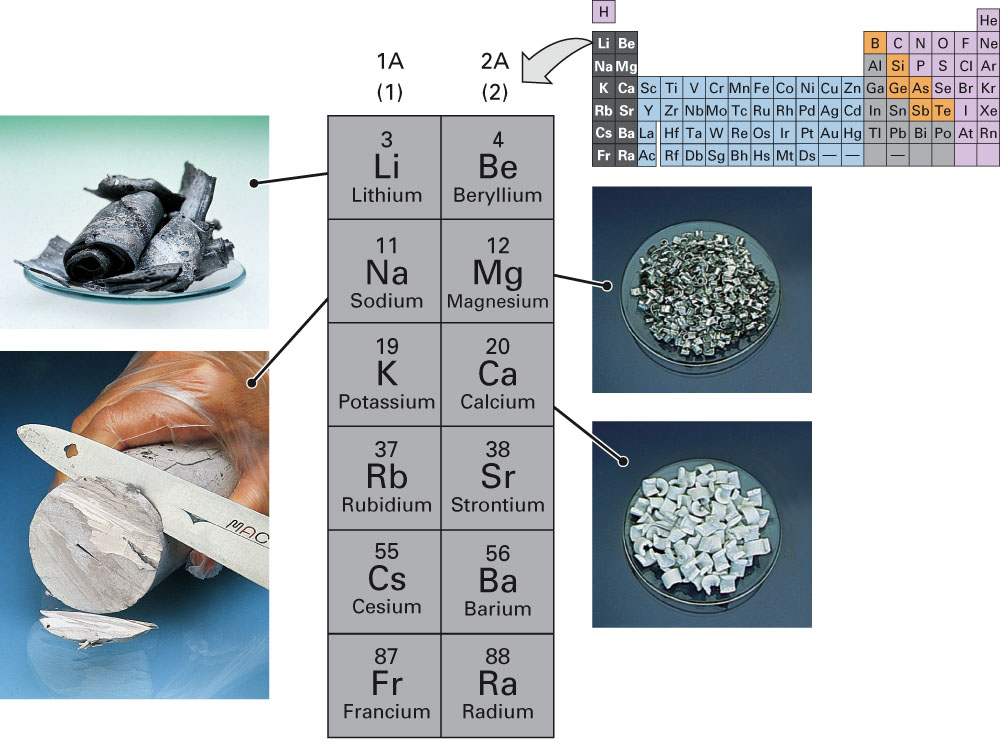 H
He
Li Be B C N O F Ne
Na Mg Al Si P S Cl Ar
K Ca Sc Ti V Cr Mn Fe Co Ni Cu Zn Ga Ge As Se Br Kr
Rb Sr Y Zr Nb Mo Tc Ru Rh Pd Ag Cd In Sn Sb Te I Xe
Cs Ba La Hf Ta W Re Os Ir Pt Au Hg Tl Pb Bi Po At Rn
Fr Ra Ac Rf Db Sg Bh Hs Mt Ds — — —
1A 2A
(1) (2)
3 4
Li Be
Lithium Beryllium
11 12
Na Mg
Sodium Magnesium
19 20
K Ca
Potassium Calcium
37 38
Rb Sr
Rubidium Strontium
55 56
Cs Ba
Cesium Barium
87 88
Fr Ra
Francium Radium
MAC